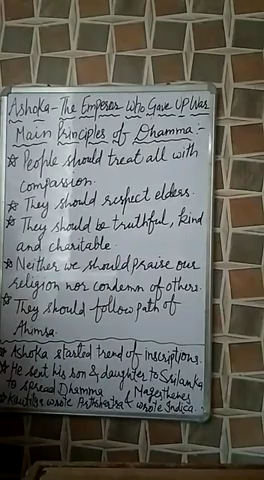 Ashoka - The Emperor who Gave Up War
Main Principles of Dhamma :-
☆ People should treat all with
compassion.
☆ They should respect elders.
☆ They should be truthful, kind
and charitable.
☆ Neither we should praise our
religion nor condemn of others.
☆ They should follow path of
Ahimsa.
☆ Ashoka started trend of Inscriptions.
☆ He sent his son & daughter to Srilanka
to spread Dhamma
☆ Kautilya wrote Arthshatra & Magesthenes
wrote Indica.